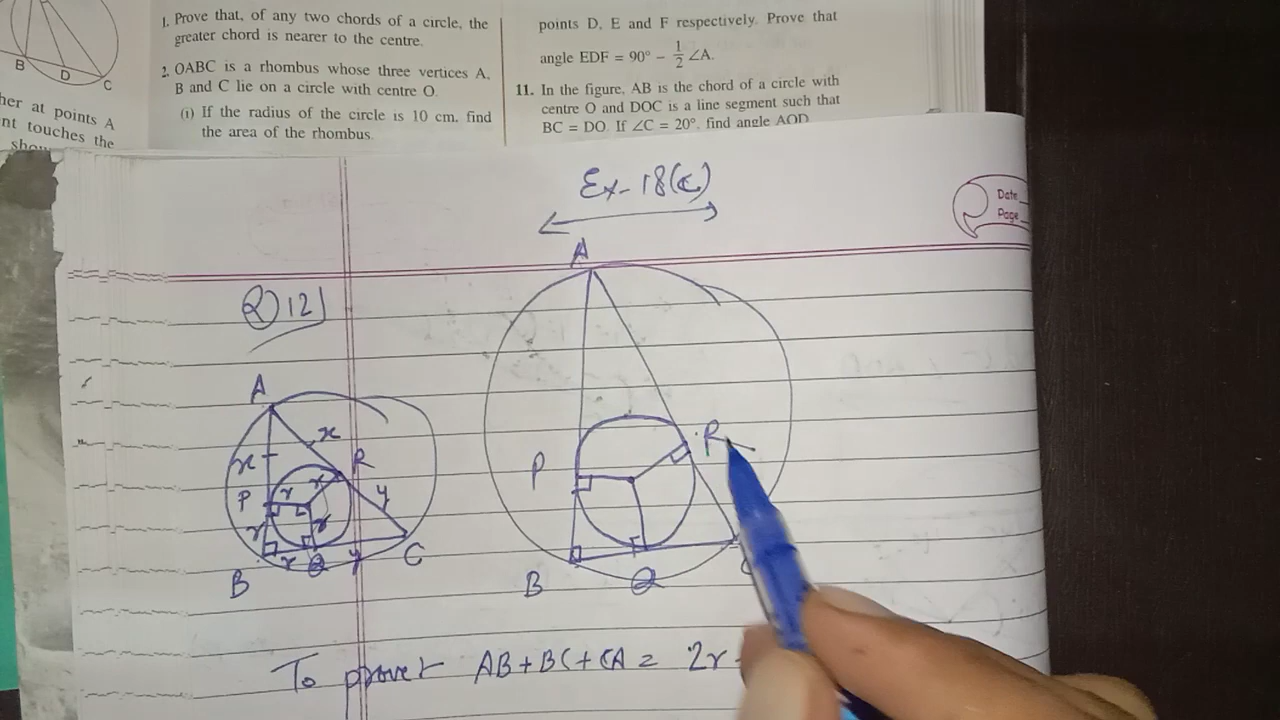 B
D
C
her at points A
nt touches the
1. Prove that, of any two chords of a circle, the
greater chord is nearer to the centre.
2. OABC is a rhombus whose three vertices A,
B and C lie on a circle with centre O.
(i) If the radius of the circle is 10 cm, find
the area of the rhombus.
points D, E and F respectively. Prove that
angle EDF = 90° – 1/2 ∠A.
11. In the figure, AB is the chord of a circle with
centre O and DOC is a line segment such that
BC = DO. If ∠C = 20°, find angle AOD
Date
Page
Ex-18(C)
Q)12)
A
x
x
R
P
r
r
y
r
r
r
Q
y
B
C
A
P
R
B
Q
To prove:- AB+BC+CA = 2r